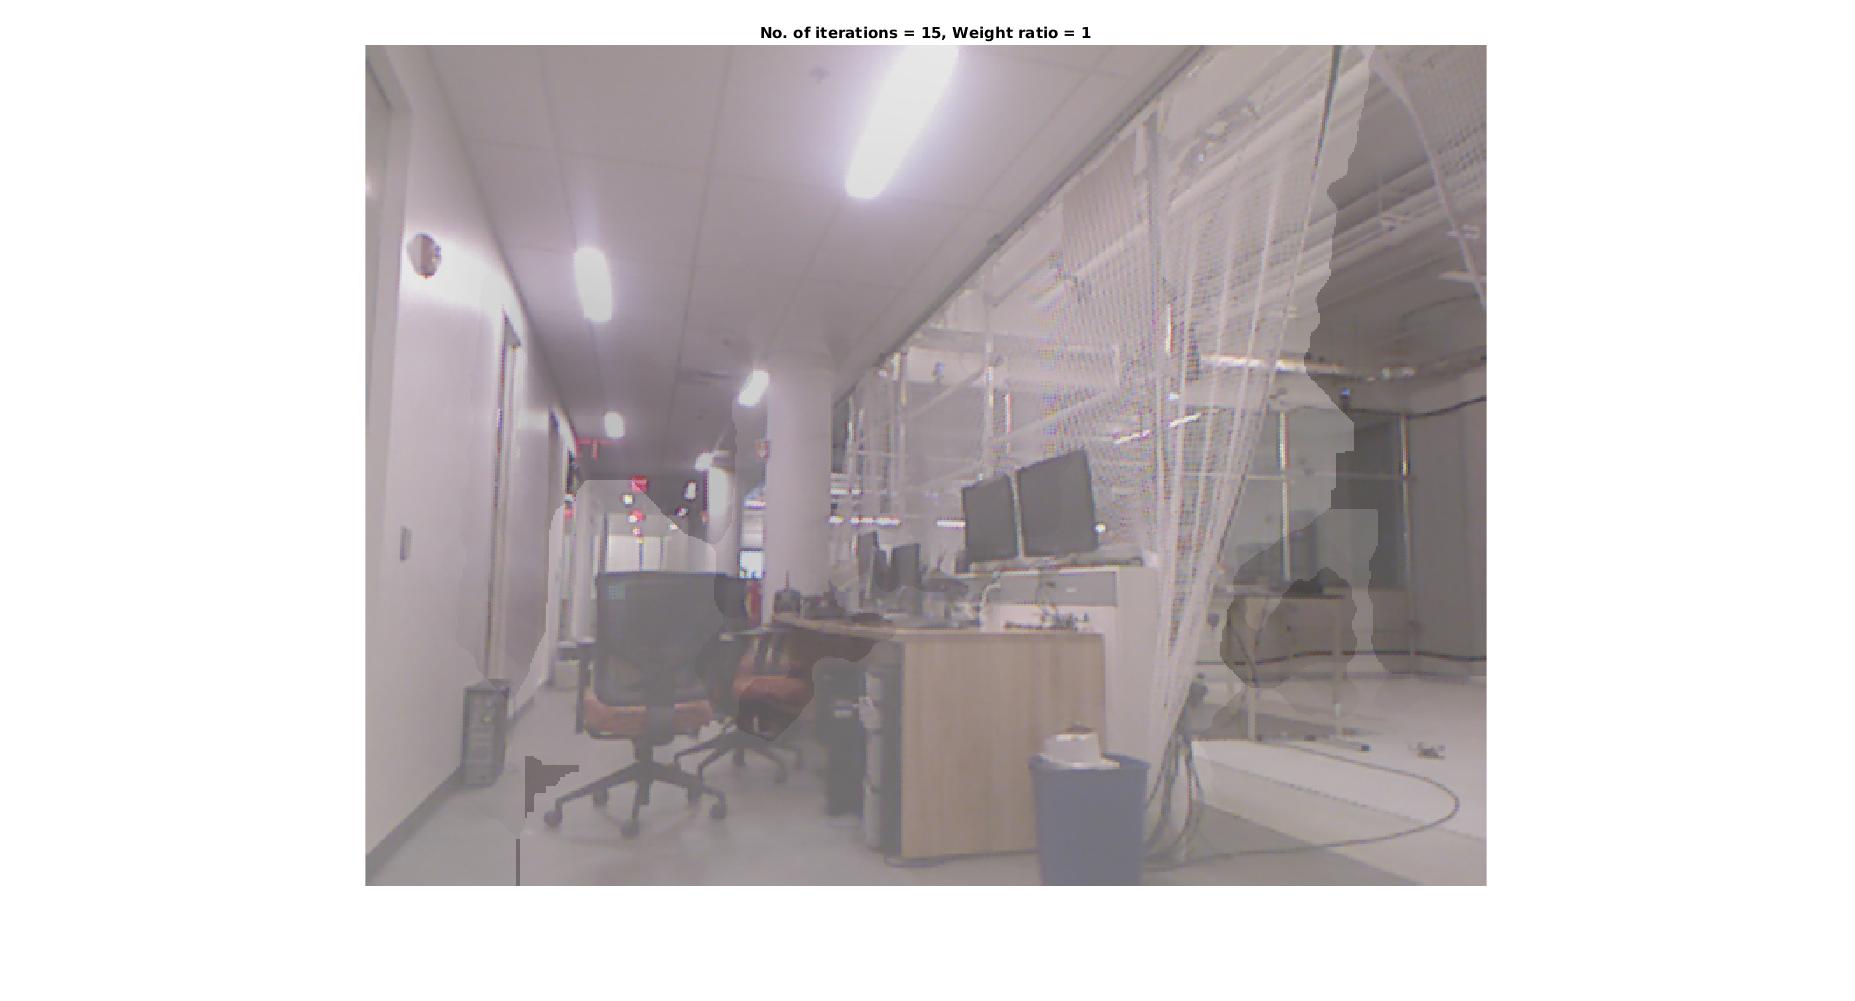 No. of iterations = 15, Weight ratio = 1